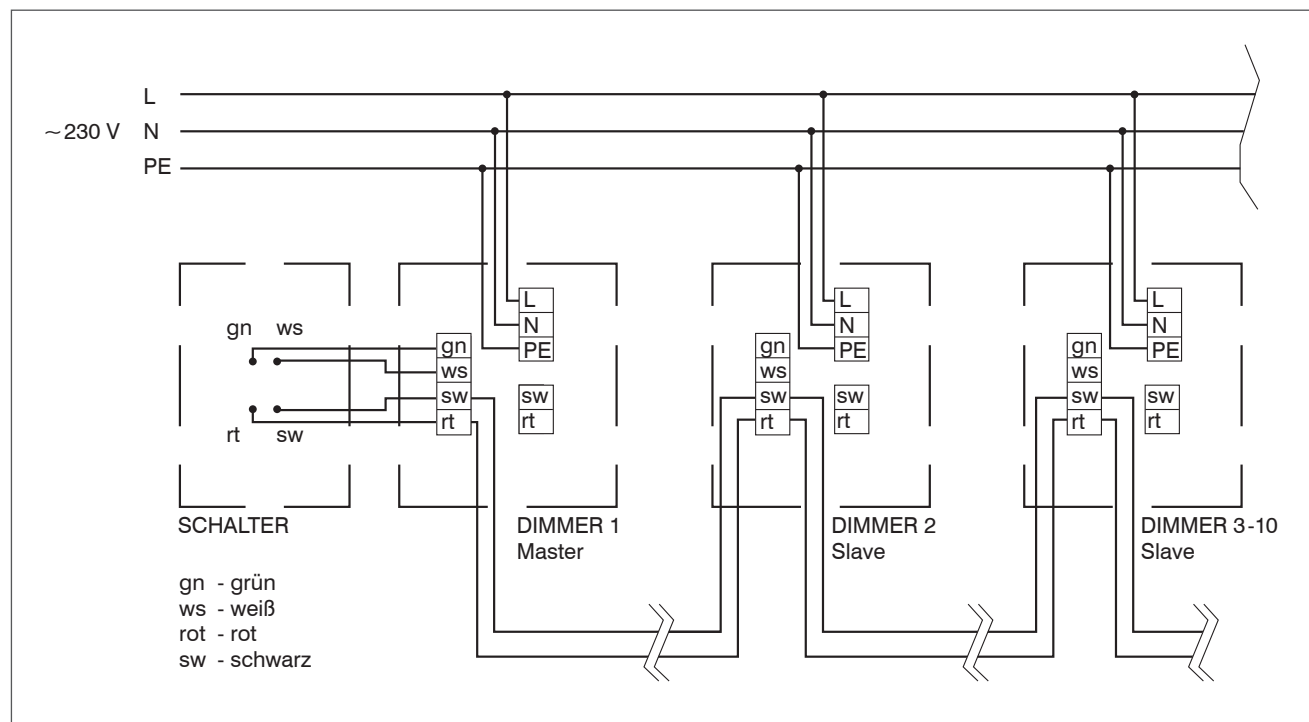 L
~230 V N
PE
L
N
PE
gn
ws
sw
rt
sw
rt
L
N
PE
gn
ws
sw
rt
sw
rt
L
N
PE
gn
ws
sw
rt
sw
rt
gn ws
rt sw
SCHALTER
DIMMER 1
Master
DIMMER 2
Slave
DIMMER 3-10
Slave
gn - grün
ws - weiß
rot - rot
sw - schwarz